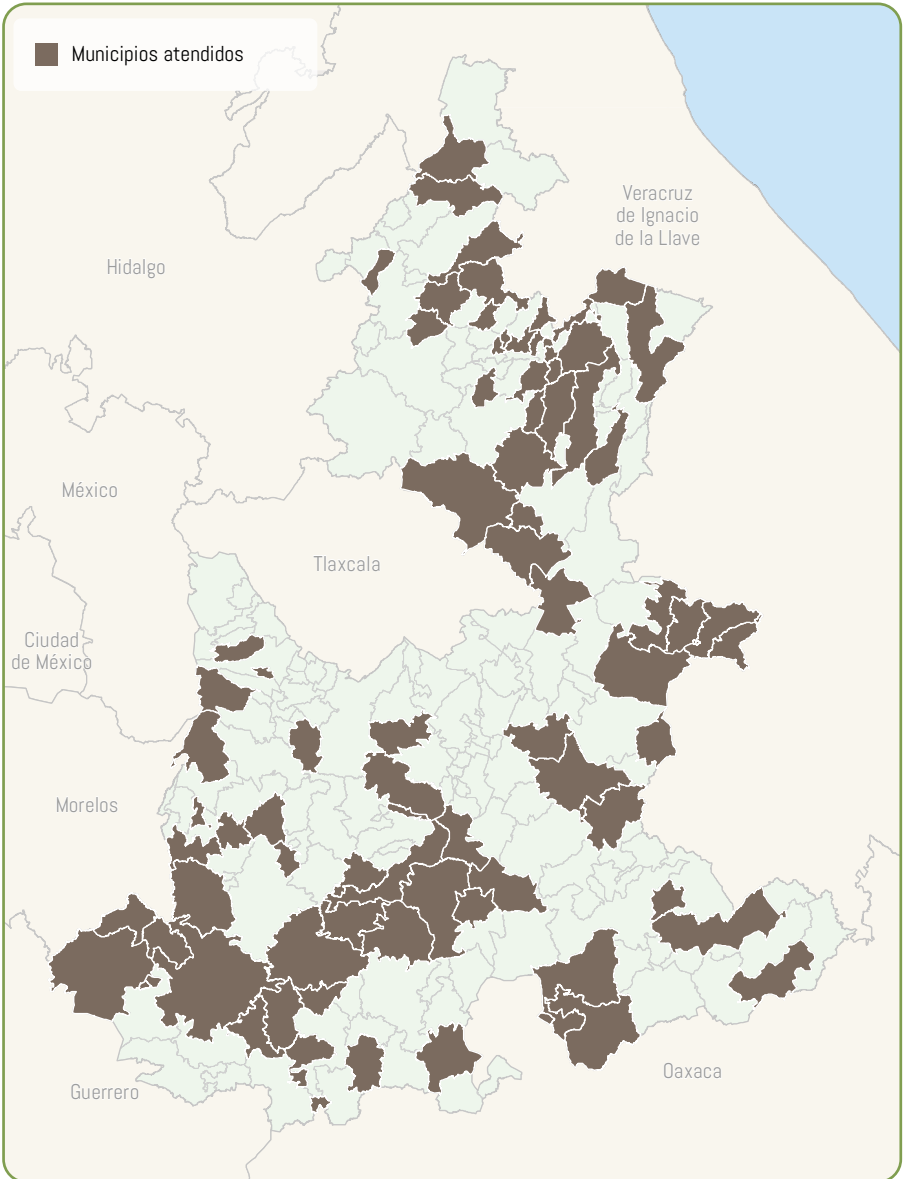 Municipios atendidos
Veracruz
de Ignacio
de la Llave
Hidalgo
México
Tlaxcala
Ciudad
de México
Morelos
Guerrero
Oaxaca